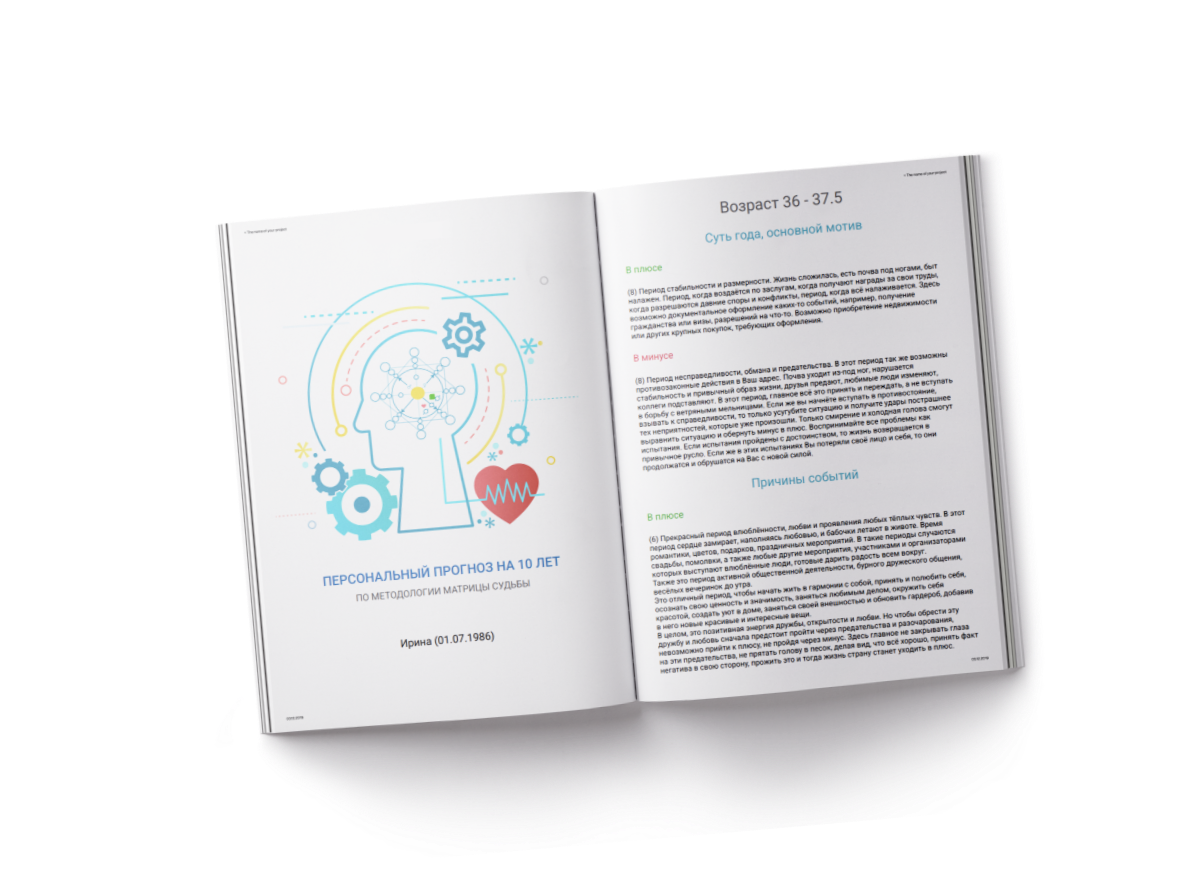 ПЕРСОНАЛЬНЫЙ ПРОГНОЗ НА 10 ЛЕТ
ПО МЕТОДОЛОГИИ МАТРИЦЫ СУДЬБЫ
Ирина (01.07.1986)
Возраст 36 - 37.5
Суть года, основной мотив
В плюсе
(8) Период стабильности и размерности. Жизнь сложилась, есть почва под ногами, быт
налажен. Период, когда воздаётся по заслугам, когда получают награды за свои труды,
когда разрешаются давние споры и конфликты, период, когда всё налаживается. Здесь
возможно документальное оформление каких-то событий, например, получение
гражданства или визы, разрешений на что-то. Возможно приобретение недвижимости
или других крупных покупок, требующих оформления.
В минусе
(8) Период несправедливости, обмана и предательства. В этот период так же возможны
противозаконные действия в Ваш адрес. Почва уходит из-под ног, нарушается
стабильность и привычный образ жизни, друзья предают, любимые люди изменяют,
коллеги подставляют. В этот период, главное всё это принять и переждать, а не вступать
в борьбу с ветряными мельницами. Если же вы начнёте вступать в противостояние,
взывать к справедливости, то только усугубите ситуацию и получите удары пострашнее
тех неприятностей, которые уже произошли. Только смирение и холодная голова смогут
выравнить ситуацию и обернуть минус в плюс. Воспринимайте все проблемы как
испытания. Если испытания пройдены с достоинством, то жизнь возвращается в
привычное русло. Если же в этих испытаниях Вы потеряли своё лицо и себя, то они
продолжатся и обрушатся на Вас с новой силой.
Причины событий
В плюсе
(6) Прекрасный период влюблённости, любви и проявления любых тёплых чувств. В этот
период сердце замирает, наполняясь любовью, и бабочки летают в животе. Время
романтики, цветов, подарков, праздничных мероприятий. В такие периоды случаются
свадьбы, помолвки, а также любые другие мероприятия, участниками и организаторами
которых выступают влюблённые люди, готовые дарить радость всем вокруг.
Также это период активной общественной деятельности, бурного дружеского общения,
весёлых вечеринок до утра.
Это отличный период, чтобы начать жить в гармонии с собой, принять и полюбить себя,
осознать свою ценность и значимость, заняться любимым делом, окружить себя
красотой, создать уют в доме, заняться своей внешностью и обновить гардероб, добавив
в него новые красивые и интересные вещи.
В целом, это позитивная энергия дружбы, открытости и любви. Но чтобы обрести эту
дружбу и любовь сначала предстоит пройти через предательства и разочарования,
невозможно прийти к плюсу, не пройдя через минус. Здесь главное не закрывать глаза
на эти предательства, не прятать голову в песок, делая вид, что всё хорошо, принять факт
негатива в свою сторону, прожить это и тогда жизнь страну станет уходить в плюс.